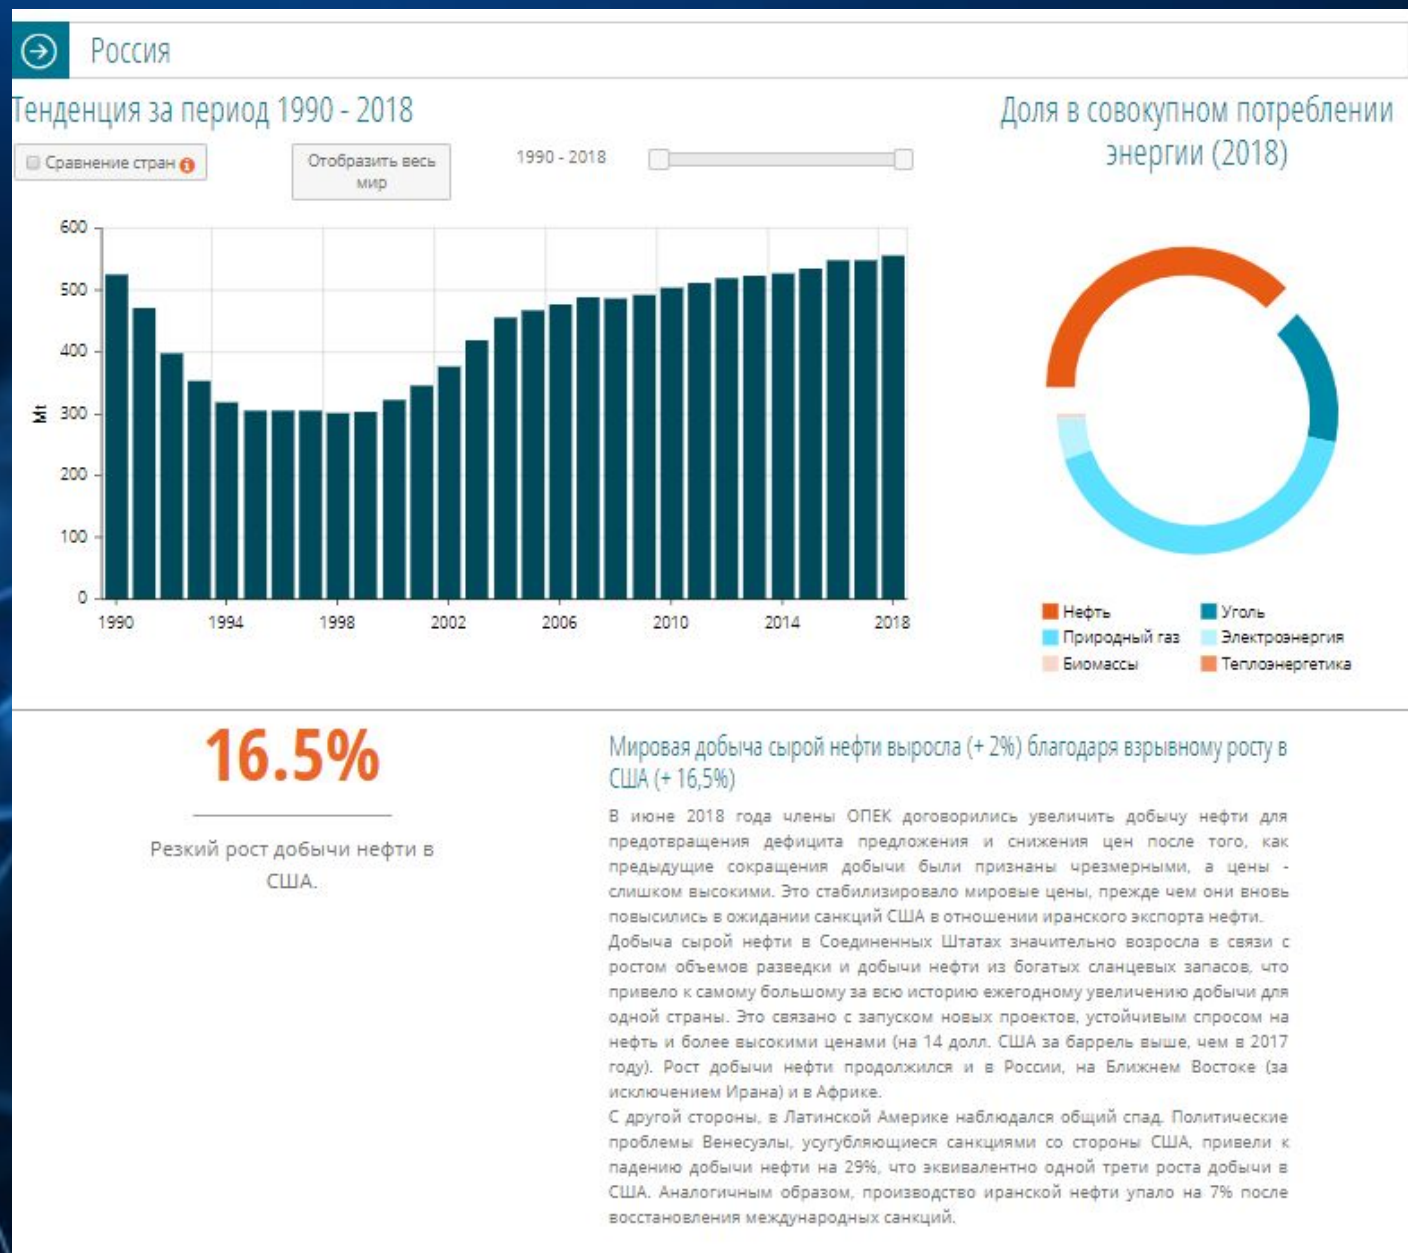 Россия
Тенденция за период 1990 - 2018
Сравнение стран
Отобразить весь
мир
1990 - 2018
600
500
400
300
200
100
0
Mt
1990
1994
1998
2002
2006
2010
2014
2018
Доля в совокупном потреблении
энергии (2018)
Нефть
Уголь
Природный газ
Электроэнергия
Биомассы
Теплоэнергетика
16.5%
Резкий рост добычи нефти в
США.
Мировая добыча сырой нефти выросла (+ 2%) благодаря взрывному росту в
США (+ 16,5%)
В июне 2018 года члены ОПЕК договорились увеличить добычу нефти для
предотвращения дефицита предложения и снижения цен после того, как
предыдущие сокращения добычи были признаны чрезмерными, а цены -
слишком высокими. Это стабилизировало мировые цены, прежде чем они вновь
повысились в ожидании санкций США в отношении иранского экспорта нефти.
Добыча сырой нефти в Соединенных Штатах значительно возросла в связи с
ростом объемов разведки и добычи нефти из богатых сланцевых запасов, что
привело к самому большому за всю историю ежегодному увеличению добычи для
одной страны. Это связано с запуском новых проектов, устойчивым спросом на
нефть и более высокими ценами (на 14 долл. США за баррель выше, чем в 2017
году). Рост добычи нефти продолжился и в России, на Ближнем Востоке (за
исключением Ирана) и в Африке.
С другой стороны, в Латинской Америке наблюдался общий спад. Политические
проблемы Венесуэлы, усугубляющиеся санкциями со стороны США, привели к
падению добычи нефти на 29%, что эквивалентно одной трети роста добычи в
США. Аналогичным образом, производство иранской нефти упало на 7% после
восстановления международных санкций.